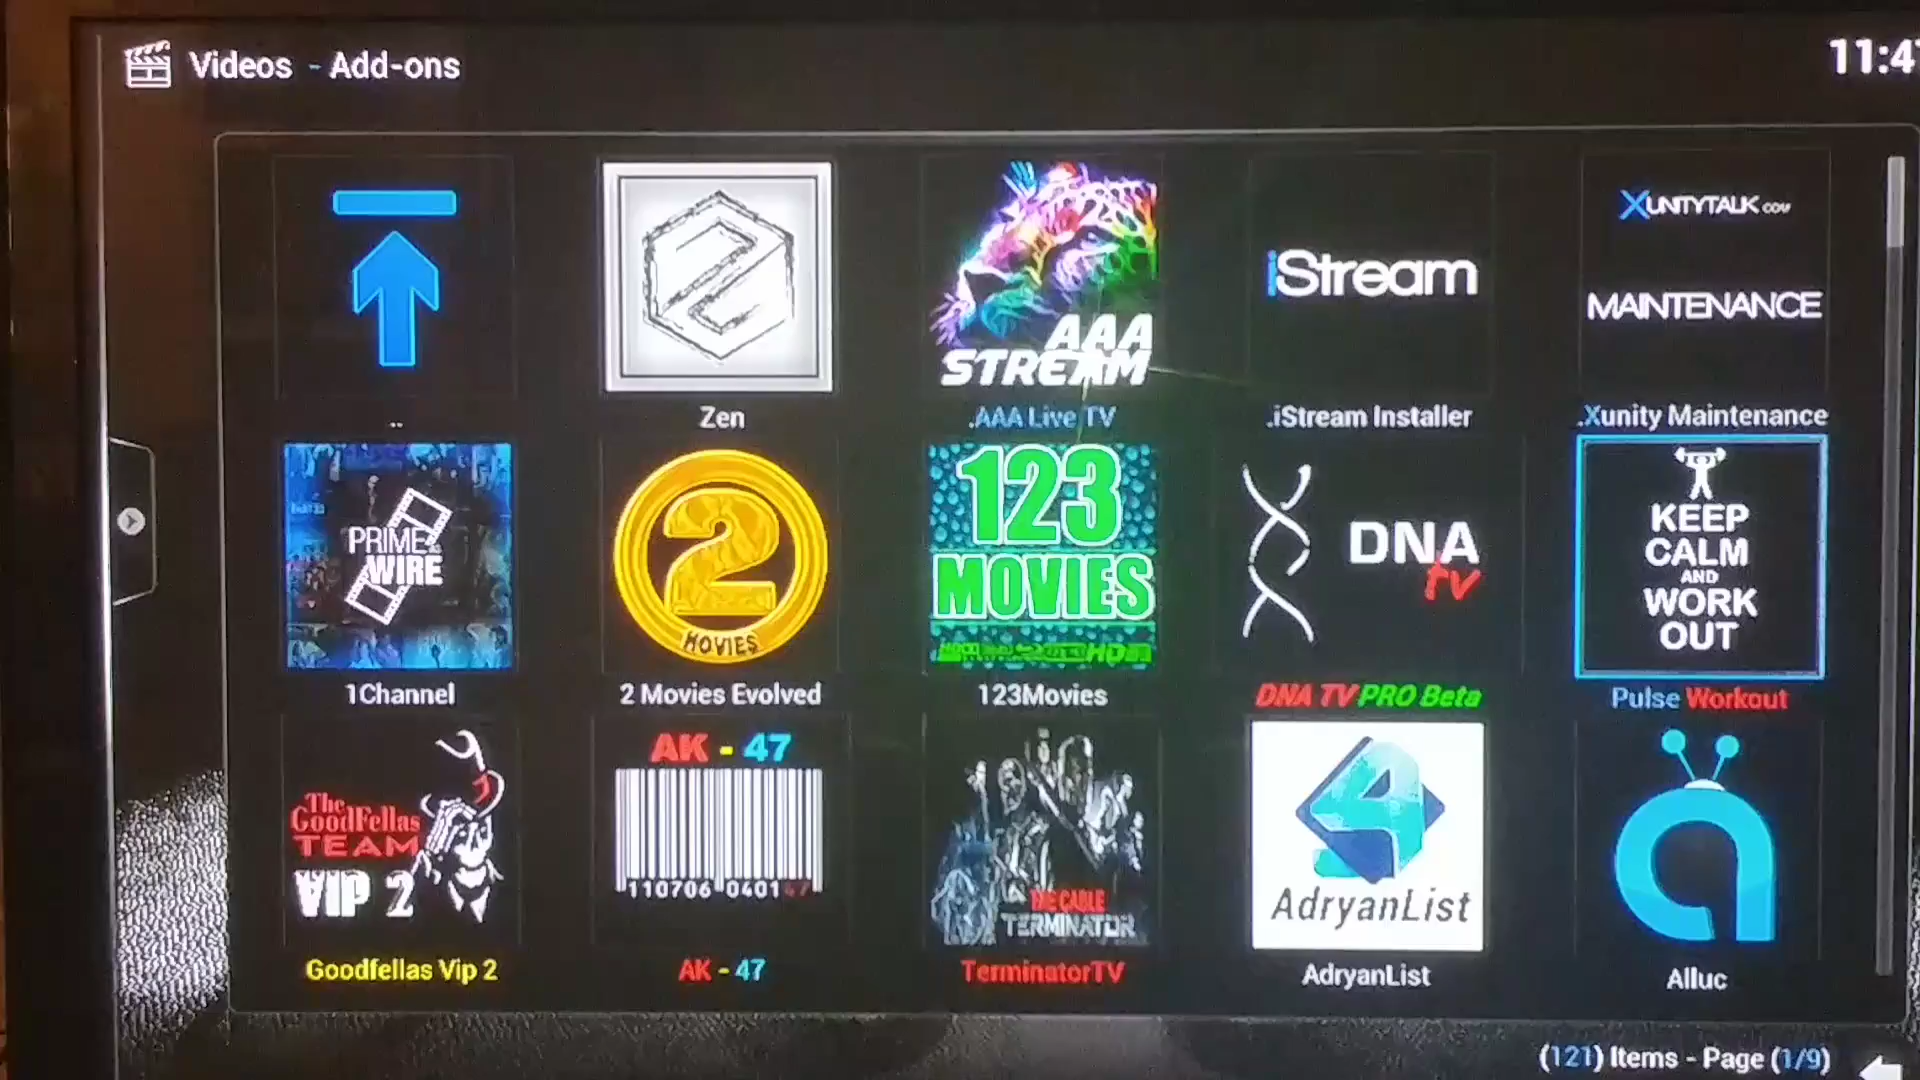 Videos - Add-ons
11:4
AAA
STREAM
iStream
XUNITYTALK.COM
MAINTENANCE
..
Zen
.AAA Live TV
.iStream Installer
.Xunity Maintenance
PRIME
WIRE
2
MOVIES
123
MOVIES
DNA
tv
KEEP
CALM
AND
WORK
OUT
1Channel
2 Movies Evolved
123Movies
DNA TV PRO Beta
Pulse Workout
The
GoodFellas
TEAM
VIP 2
AK - 47
110706 040147
THE CABLE
TERMINATOR
AdryanList
Goodfellas Vip 2
AK - 47
TerminatorTV
AdryanList
Alluc
(121) Items - Page (1/9)